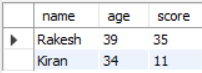 name age score
Rakesh 39 35
Kiran 34 11